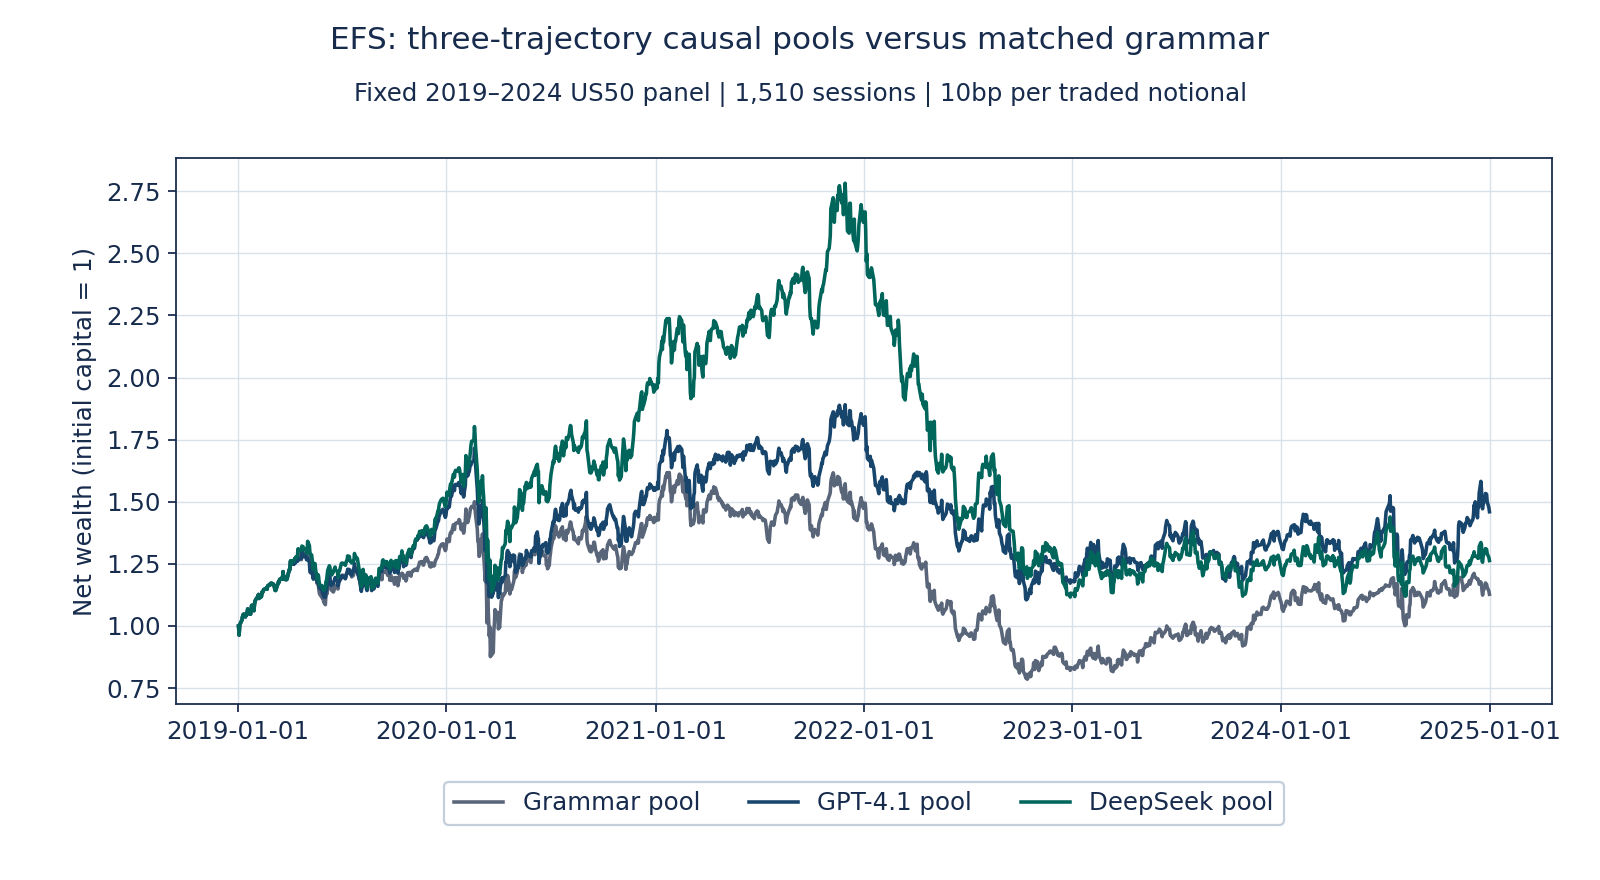 EFS: three-trajectory causal pools versus matched grammar
Fixed 2019–2024 US50 panel | 1,510 sessions | 10bp per traded notional
Net wealth (initial capital = 1)
2.75
2.50
2.25
2.00
1.75
1.50
1.25
1.00
0.75
2019-01-01 2020-01-01 2021-01-01 2022-01-01 2023-01-01 2024-01-01 2025-01-01
Grammar pool GPT-4.1 pool DeepSeek pool